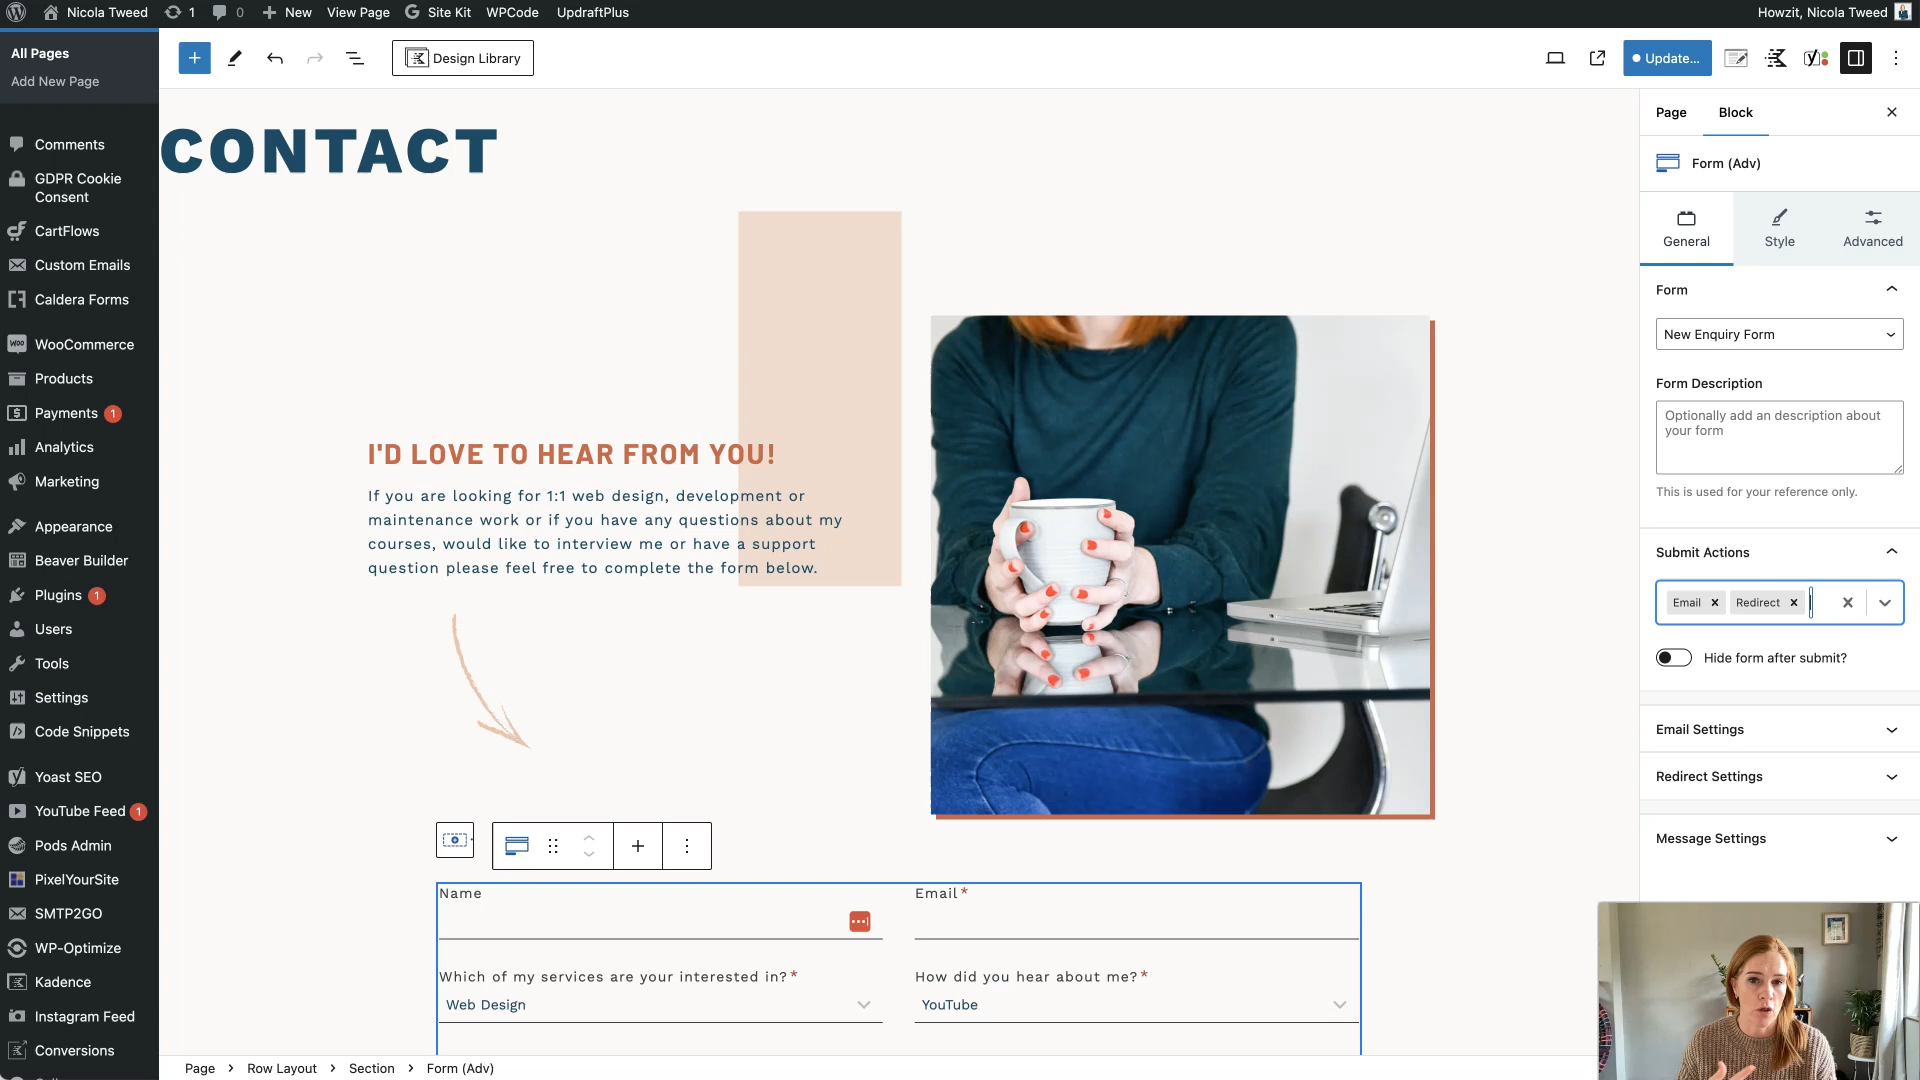 Nicola Tweed
1
0
New
View Page
Site Kit
WPCode
UpdraftPlus
Howzit, Nicola Tweed
All Pages
Add New Page
Comments
GDPR Cookie
Consent
CartFlows
Custom Emails
Caldera Forms
WooCommerce
Products
Payments 1
Analytics
Marketing
Appearance
Beaver Builder
Plugins 1
Users
Tools
Settings
Code Snippets
Yoast SEO
YouTube Feed 1
Pods Admin
PixelYourSite
SMTP2GO
WP-Optimize
Kadence
Instagram Feed
Conversions
Design Library
Update...
CONTACT
I'D LOVE TO HEAR FROM YOU!
If you are looking for 1:1 web design, development or
maintenance work or if you have any questions about my
courses, would like to interview me or have a support
question please feel free to complete the form below.
Name
Email*
Which of my services are your interested in?*
How did you hear about me?*
Web Design
YouTube
Page
Row Layout
Section
Form (Adv)
Page
Block
Form (Adv)
General
Style
Advanced
Form
New Enquiry Form
Form Description
Optionally add an description about
your form
This is used for your reference only.
Submit Actions
Email
Redirect
Hide form after submit?
Email Settings
Redirect Settings
Message Settings